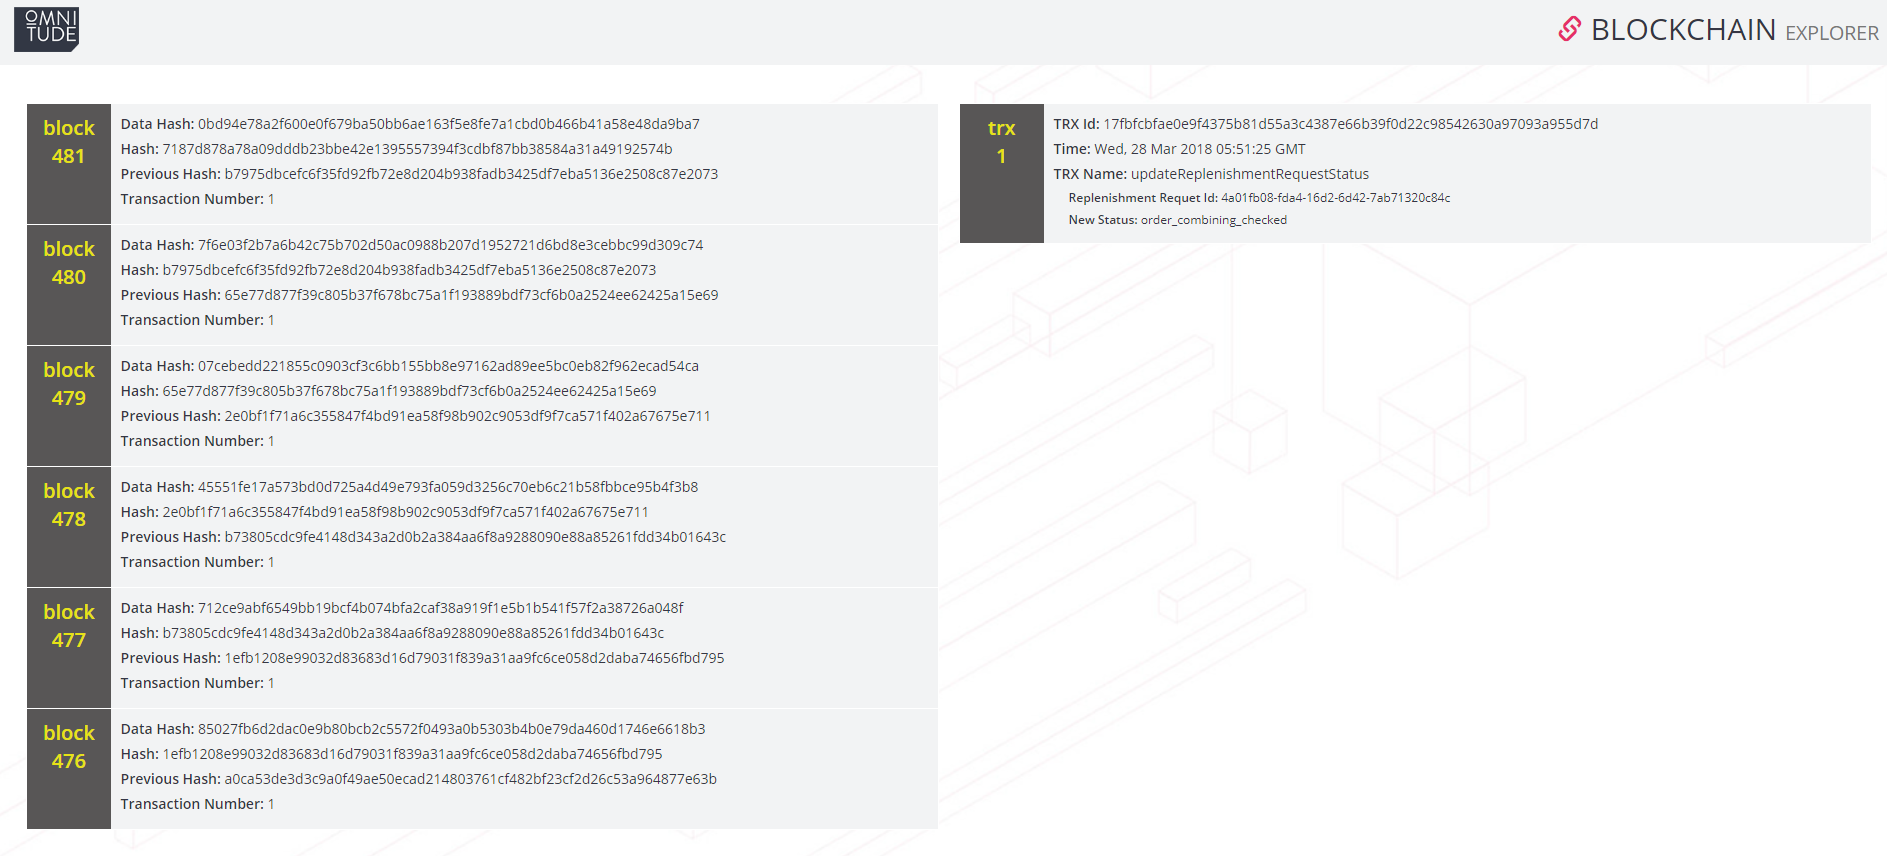 OMNI
TUDE
BLOCKCHAIN EXPLORER
block
481
Data Hash: 0bd94e78a2f600e0f679ba50bb6ae163f5e8fe7a1cbd0b466b41a58e48da9ba7
Hash: 7187d878a78a09dddb23bbe42e1395557394f3cdbf87bb38584a31a49192574b
Previous Hash: b7975dbcefc6f35fd92fb72e8d204b938fadb3425df7eba5136e2508c87e2073
Transaction Number: 1
block
480
Data Hash: 7f6e03f2b7a6b42c75b702d50ac0988b207d1952721d6bd8e3cebbc99d309c74
Hash: b7975dbcefc6f35fd92fb72e8d204b938fadb3425df7eba5136e2508c87e2073
Previous Hash: 65e77d877f39c805b37f678bc75a1f193889bdf73cf6b0a2524ee62425a15e69
Transaction Number: 1
block
479
Data Hash: 07cebedd221855c0903cf3c6bb155bb8e97162ad89ee5bc0eb82f962ecad54ca
Hash: 65e77d877f39c805b37f678bc75a1f193889bdf73cf6b0a2524ee62425a15e69
Previous Hash: 2e0bf1f71a6c355847f4bd91ea58f98b902c9053df9f7ca571f402a67675e711
Transaction Number: 1
block
478
Data Hash: 45551fe17a573bd0d725a4d49e793fa059d3256c70eb6c21b58fbbce95b4f3b8
Hash: 2e0bf1f71a6c355847f4bd91ea58f98b902c9053df9f7ca571f402a67675e711
Previous Hash: b73805cdc9fe4148d343a2d0b2a384aa6f8a9288090e88a85261fdd34b01643c
Transaction Number: 1
block
477
Data Hash: 712ce9abf6549bb19bcf4b074bfa2caf38a919f1e5b1b541f57f2a38726a048f
Hash: b73805cdc9fe4148d343a2d0b2a384aa6f8a9288090e88a85261fdd34b01643c
Previous Hash: 1efb1208e99032d83683d16d79031f839a31aa9fc6ce058d2daba74656fbd795
Transaction Number: 1
block
476
Data Hash: 85027fb6d2dac0e9b80bcb2c5572f0493a0b5303b4b0e79da460d1746e6618b3
Hash: 1efb1208e99032d83683d16d79031f839a31aa9fc6ce058d2daba74656fbd795
Previous Hash: a0ca53de3d3c9a0f49ae50ecad214803761cf482bf23cf2d26c53a964877e63b
Transaction Number: 1
trx
1
TRX Id: 17fbfcbfae0e9f4375b81d55a3c4387e66b39f0d22c98542630a97093a955d7d
Time: Wed, 28 Mar 2018 05:51:25 GMT
TRX Name: updateReplenishmentRequestStatus
Replenishment Requet Id: 4a01fb08-fda4-16d2-6d42-7ab71320c84c
New Status: order_combining_checked